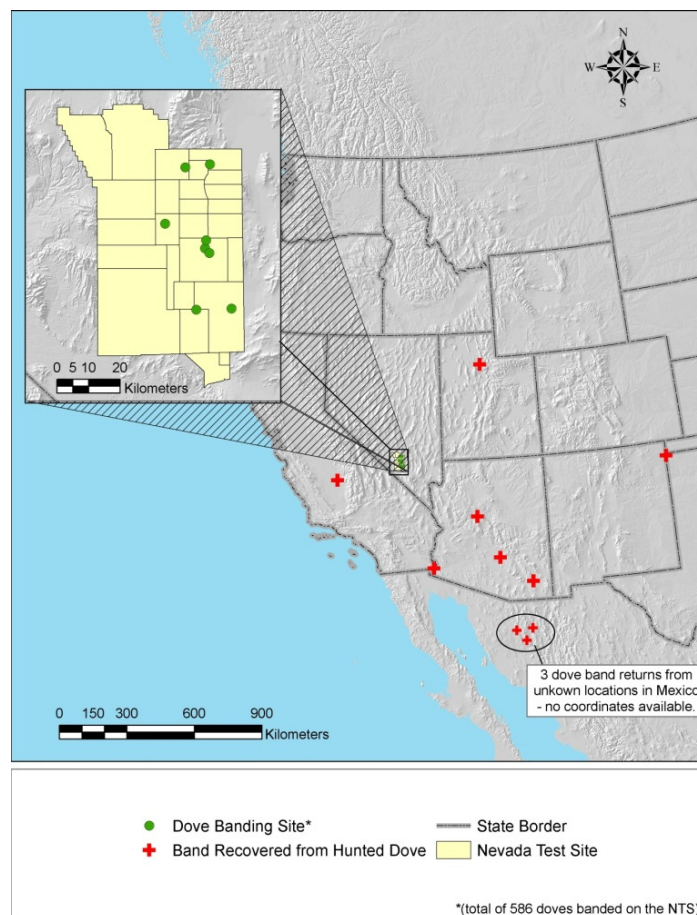 N
W E
S
0 5 10 20
Kilometers
3 dove band returns from
unkown locations in Mexico
- no coordinates available.
0 150 300 600 900
Kilometers
Dove Banding Site*
State Border
Band Recovered from Hunted Dove
Nevada Test Site
*(total of 586 doves banded on the NTS)